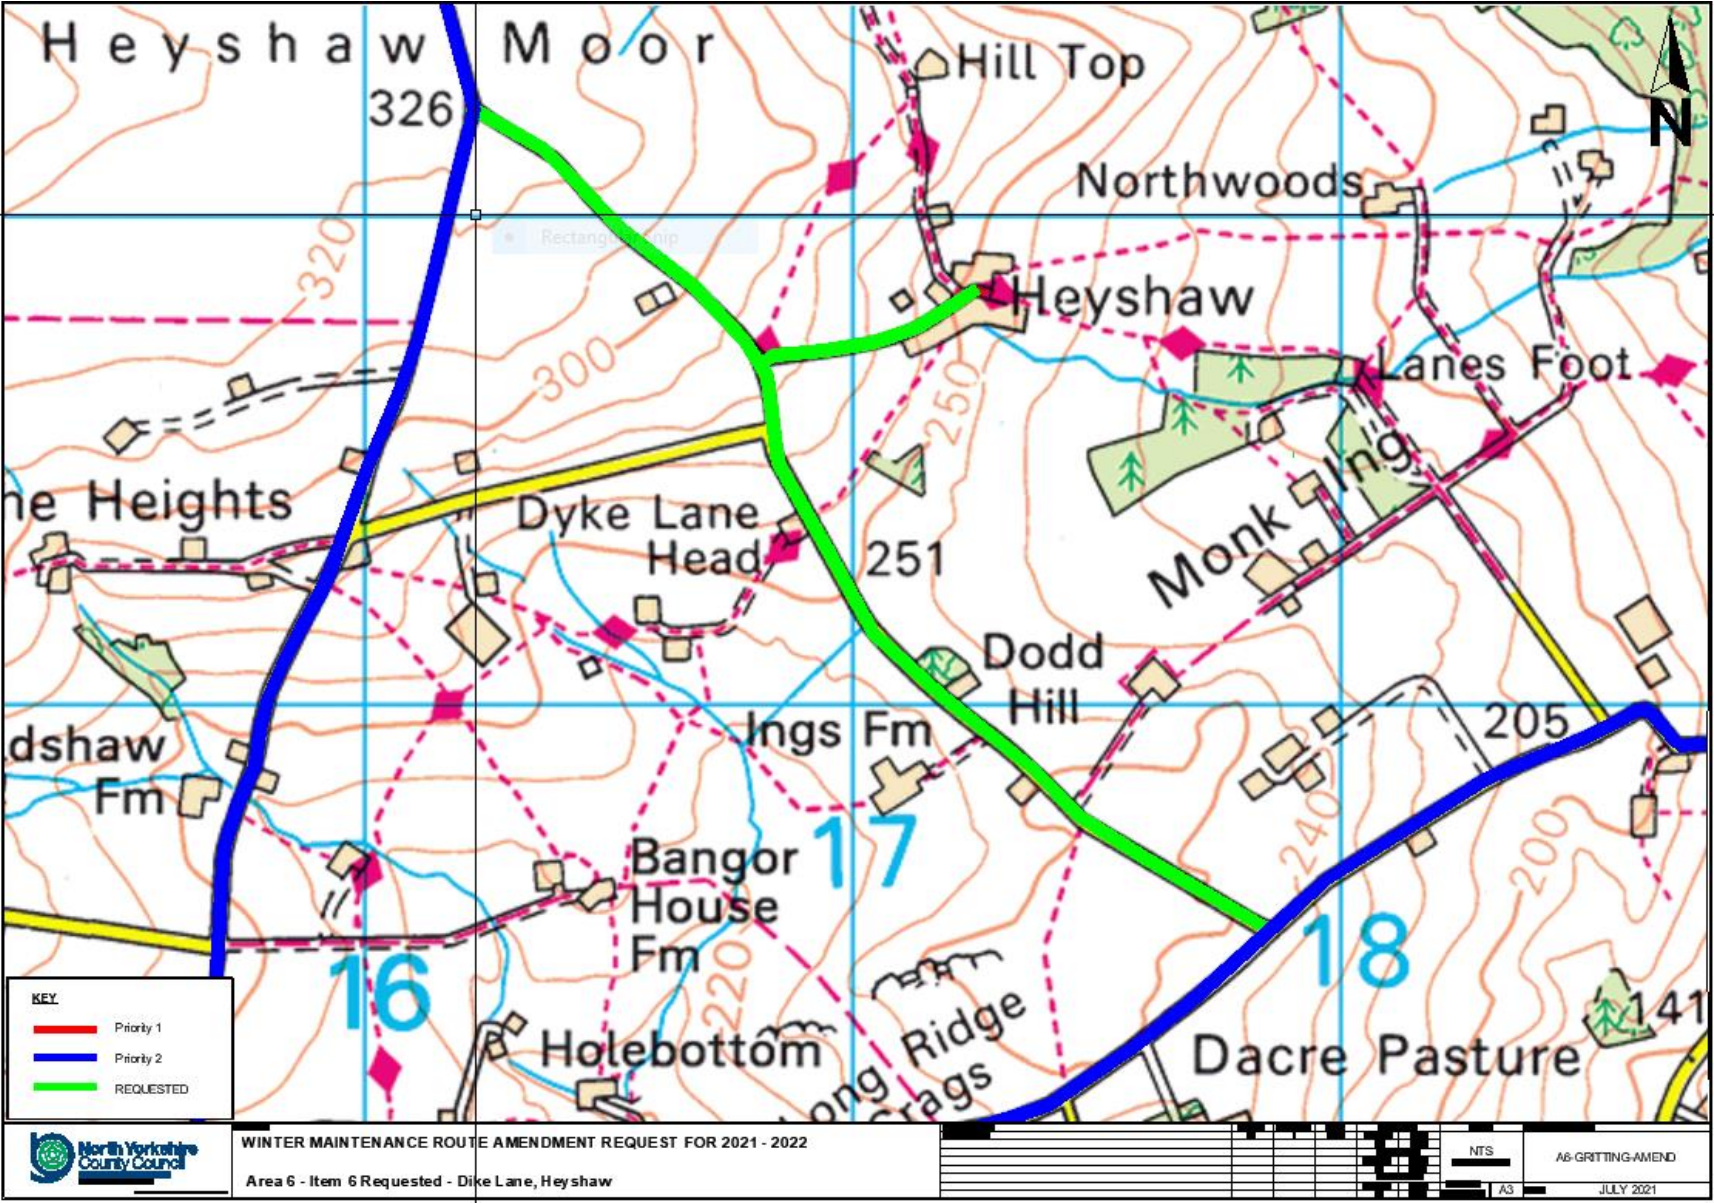 Heyshaw Moor
326
Hill Top
N
Northwoods
Rectangular Snip
320
Heyshaw
300
250
Lanes Foot
he Heights
Dyke Lane
Head
251
Monk Ing
Dodd
Hill
205
dshaw
Fm
Ings Fm
17
240
200
Bangor
House
Fm
16
18
220
141
Holebottom
Long Ridge
Crags
Dacre Pasture
KEY
Priority 1
Priority 2
REQUESTED
North Yorkshire
County Council
WINTER MAINTENANCE ROUTE AMENDMENT REQUEST FOR 2021 - 2022
Area 6 - Item 6 Requested - Dike Lane, Heyshaw
NTS
A3
A6-GRITTING-AMEND
JULY 2021